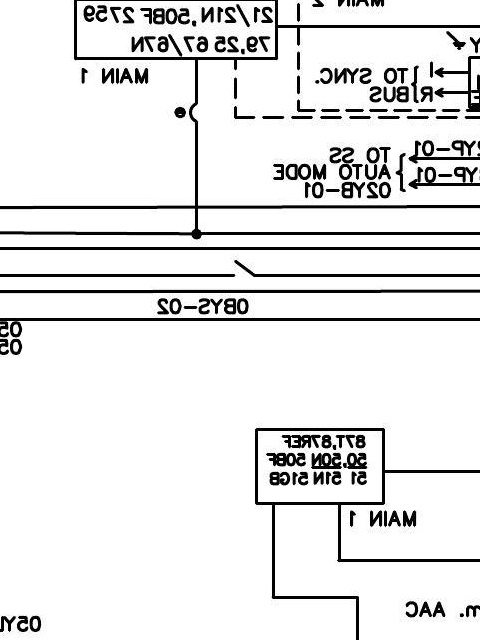 MAIN 2
21/21N,50BF 2759
79,25 67/67N
MAIN 1
Y
TO SYNC.
R BUS
2YP-01
TO SS
AUTO MODE
YP-01
02YB-01
0BYS-02
05
05
87T,87REF
50,50N 50BF
51 51N 51GB
MAIN 1
m. AAC
05YL